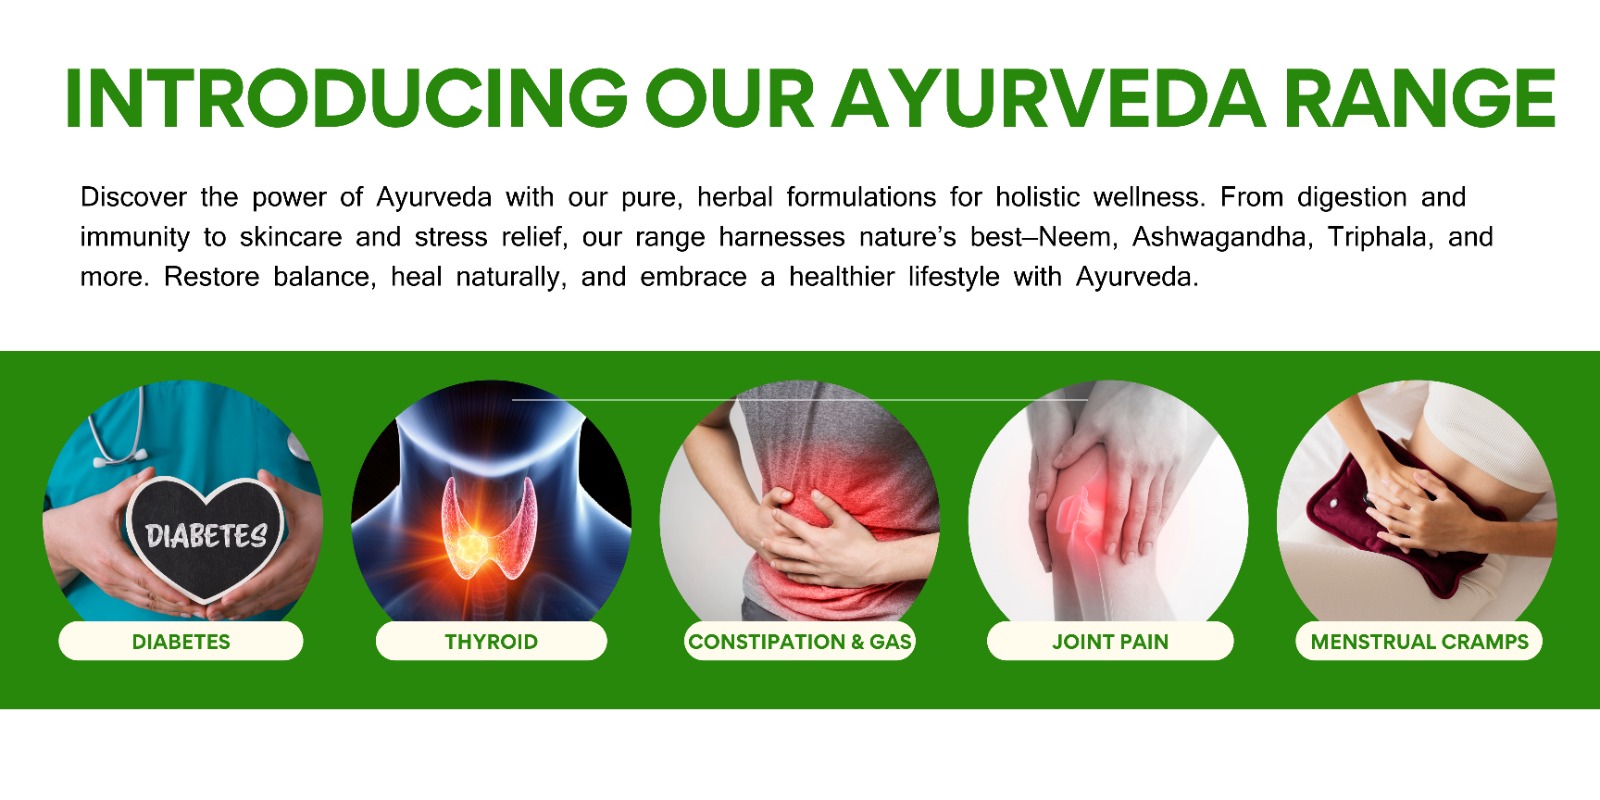 INTRODUCING OUR AYURVEDA RANGE
Discover the power of Ayurveda with our pure, herbal formulations for holistic wellness. From digestion and
immunity to skincare and stress relief, our range harnesses nature’s best—Neem, Ashwagandha, Triphala, and
more. Restore balance, heal naturally, and embrace a healthier lifestyle with Ayurveda.
DIABETES
DIABETES
THYROID
CONSTIPATION & GAS
JOINT PAIN
MENSTRUAL CRAMPS